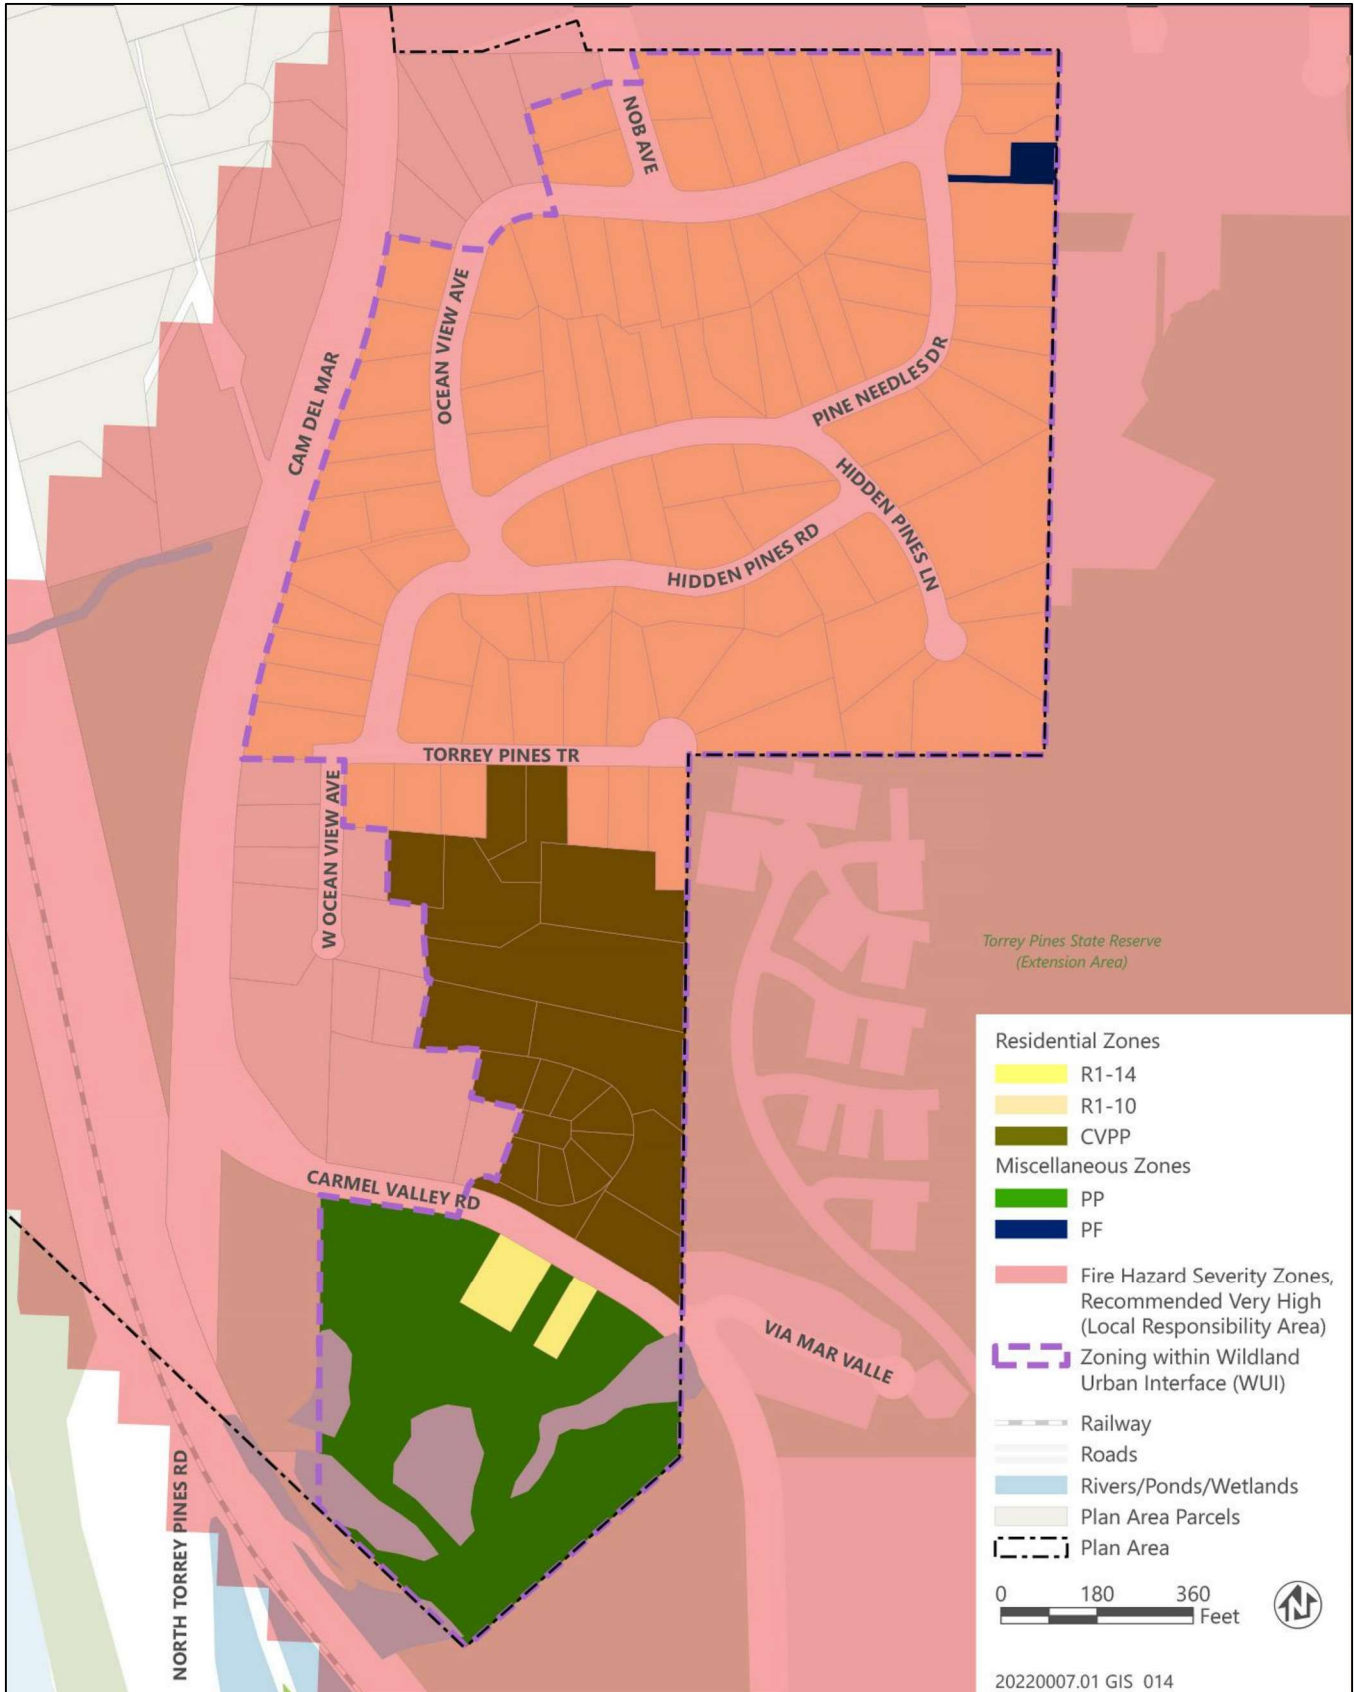 NOB AVE
OCEAN VIEW AVE
CAM DEL MAR
PINE NEEDLES DR
HIDDEN PINES LN
HIDDEN PINES RD
TORREY PINES TR
W OCEAN VIEW AVE
Torrey Pines State Reserve
(Extension Area)
CARMEL VALLEY RD
VIA MAR VALLE
NORTH TORREY PINES RD
Residential Zones
R1-14
R1-10
CVPP
Miscellaneous Zones
PP
PF
Fire Hazard Severity Zones,
Recommended Very High
(Local Responsibility Area)
Zoning within Wildland
Urban Interface (WUI)
Railway
Roads
Rivers/Ponds/Wetlands
Plan Area Parcels
Plan Area
0 180 360
Feet
N
20220007.01 GIS 014